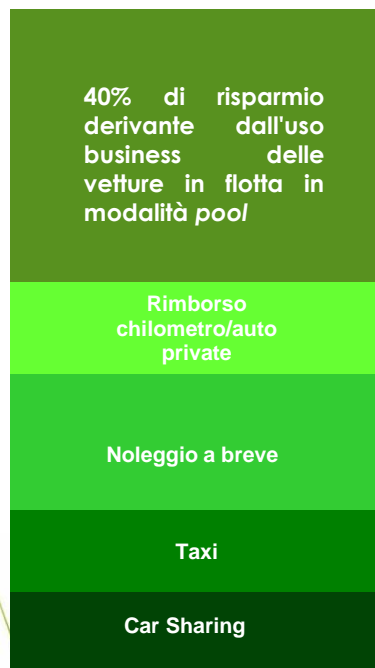 40% di risparmio
derivante dall'uso
business delle
vetture in flotta in
modalità pool
Rimborso
chilometro/auto
private
Noleggio a breve
Taxi
Car Sharing